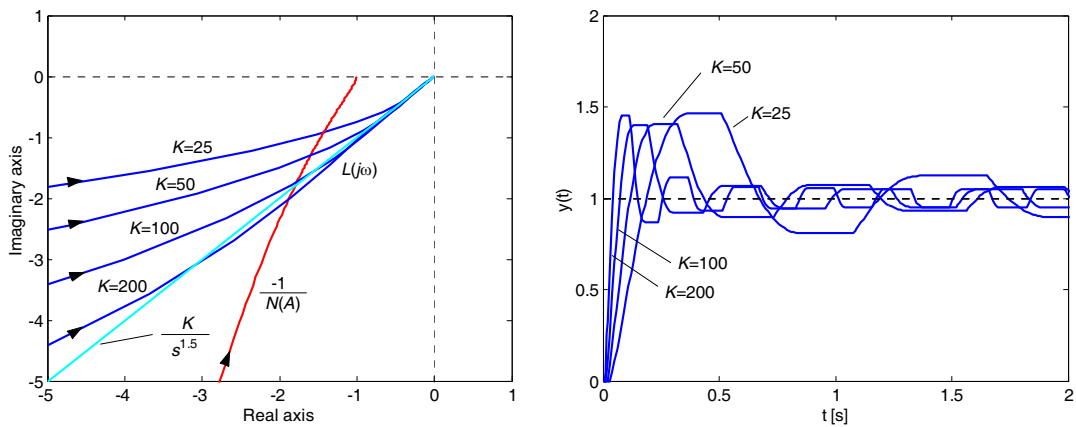 1
0
-1
-2
-3
-4
-5
Imaginary axis
K=25
K=50
K=100
K=200
L(jω)
-1
N(A)
K
s^1.5
-5 -4 -3 -2 -1 0 1
Real axis
2
1.5
1
0.5
0
y(t)
K=50
K=25
K=100
K=200
0 0.5 1 1.5 2
t [s]